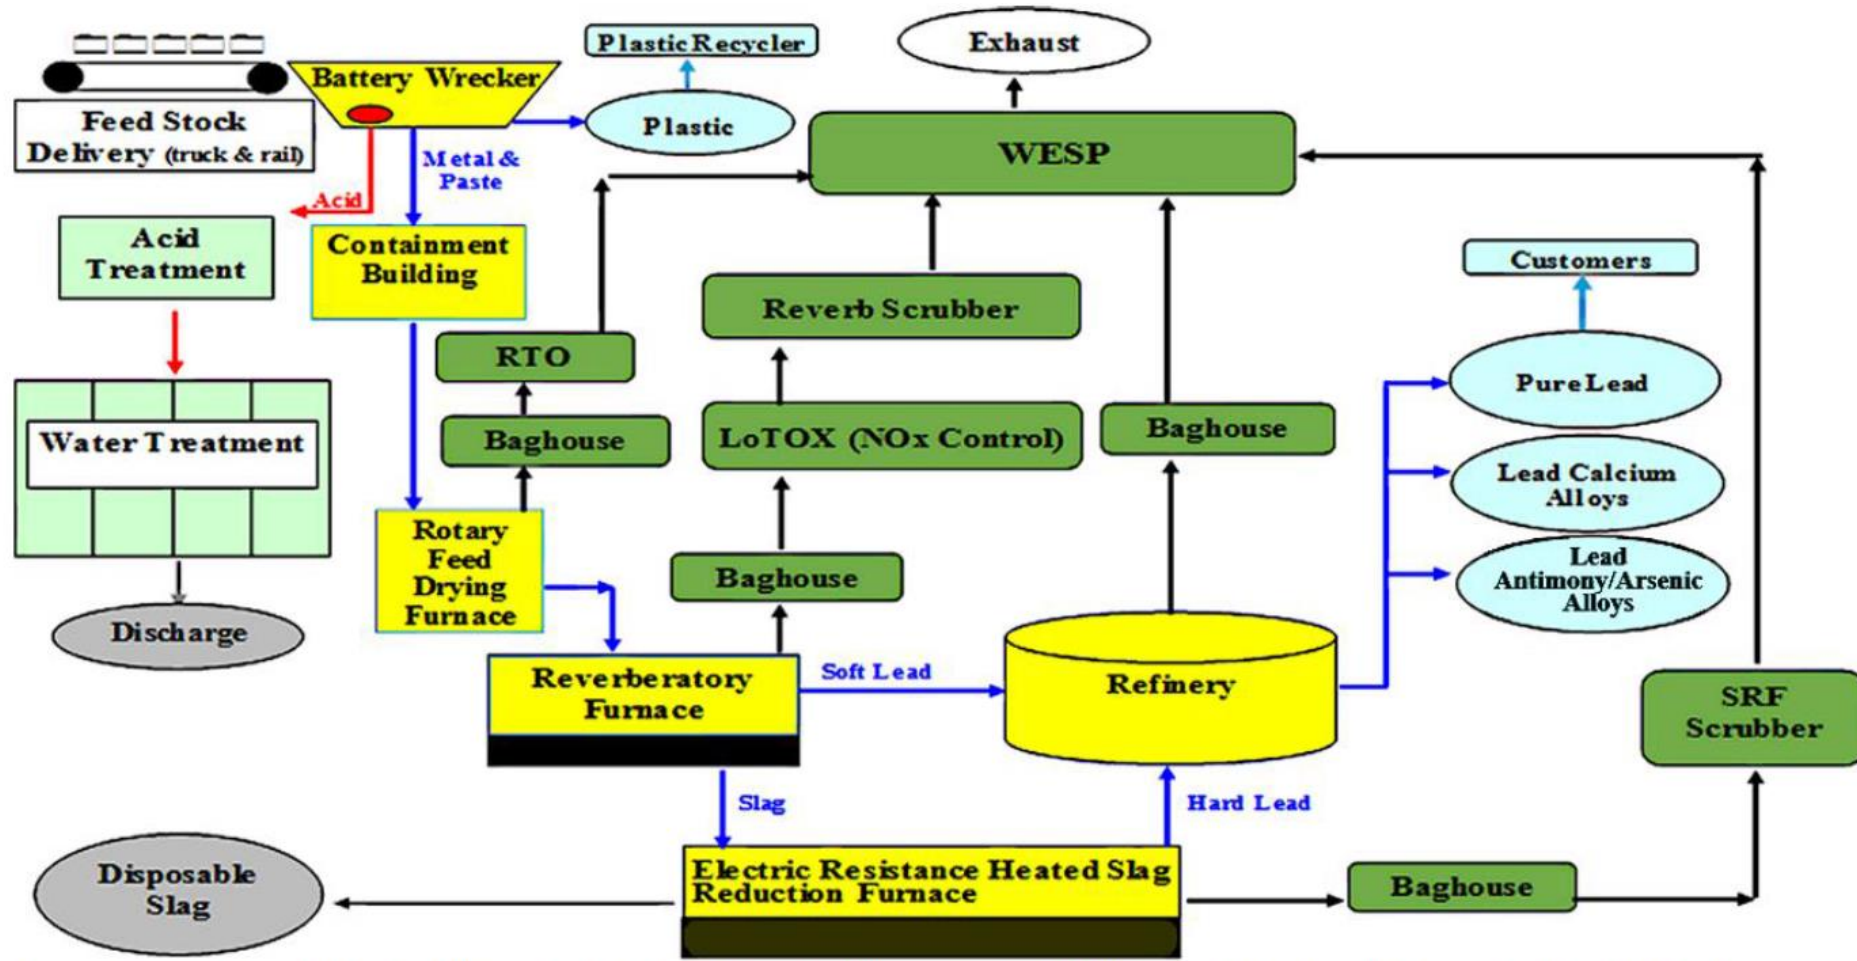 Plastic Recycler
Exhaust
Battery Wrecker
Feed Stock
Delivery (truck & rail)
Plastic
WESP
Metal &
Paste
Acid
Acid
Treatment
Containment
Building
Customers
Reverb Scrubber
RTO
Pure Lead
Water Treatment
Baghouse
LoTOX (NOx Control)
Baghouse
Lead Calcium
Alloys
Rotary
Feed
Drying
Furnace
Baghouse
Lead
Antimony/Arsenic
Alloys
Discharge
Reverberatory
Furnace
Soft Lead
Refinery
SRF
Scrubber
Slag
Hard Lead
Disposable
Slag
Electric Resistance Heated Slag
Reduction Furnace
Baghouse